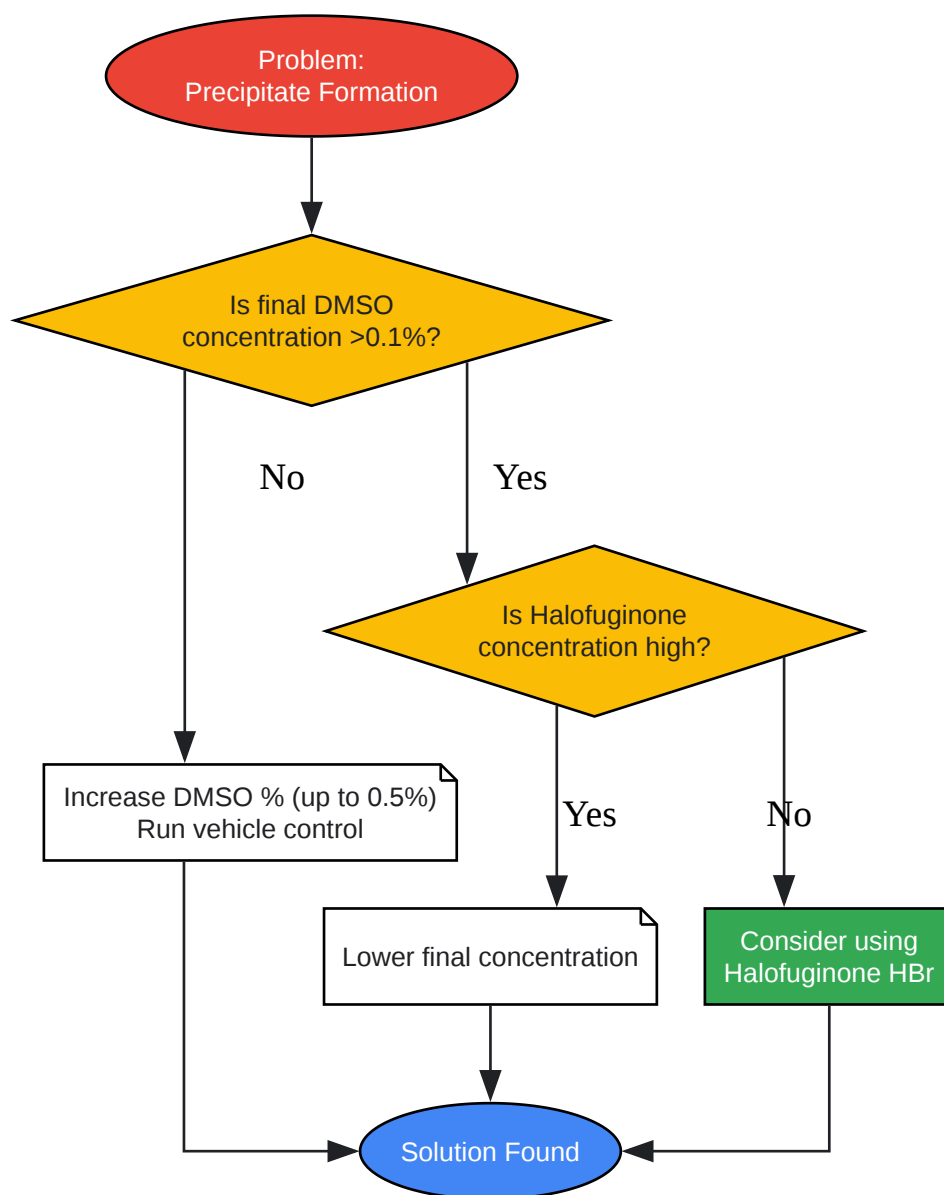 Problem:
Precipitate Formation
Is final DMSO
concentration >0.1%?
No
Yes
Is Halofuginone
concentration high?
Increase DMSO % (up to 0.5%)
Run vehicle control
Yes
No
Lower final concentration
Consider using
Halofuginone HBr
Solution Found